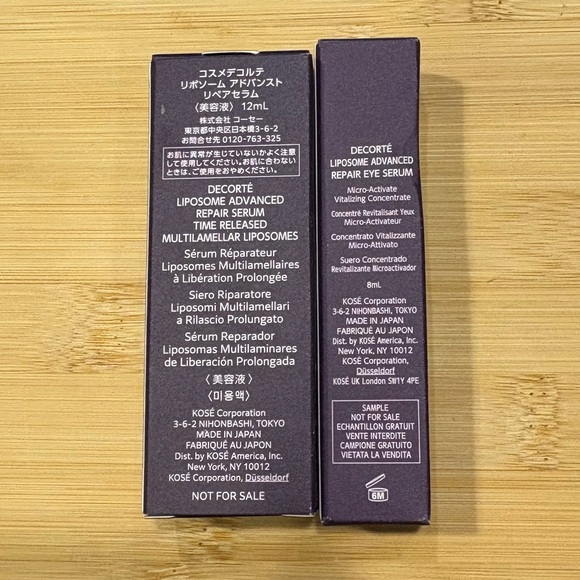 コスメデコルテ
リポソーム アドバンスト
リペアセラム
〈美容液〉 12mL
株式会社 コーセー
東京都中央区日本橋3-6-2
お問合せ先 0120-763-325
お肌に異常が生じていないかよく注意
して使用してください。お肌に合わない
ときは、ご使用をおやめください。
DECORTÉ
LIPOSOME ADVANCED
REPAIR SERUM
TIME RELEASED
MULTILAMELLAR LIPOSOMES
Sérum Réparateur
Liposomes Multilamellaires
à Libération Prolongée
Siero Riparatore
Liposomi Multilamellari
a Rilascio Prolungato
Sérum Reparador
Liposomas Multilaminares
de Liberación Prolongada
〈美容液〉
〈미용액〉
KOSÉ Corporation
3-6-2 NIHONBASHI, TOKYO
MADE IN JAPAN
FABRIQUÉ AU JAPON
Dist. by KOSÉ America, Inc.
New York, NY 10012
KOSÉ Corporation, Düsseldorf
NOT FOR SALE
DECORTÉ
LIPOSOME ADVANCED
REPAIR EYE SERUM
Micro-Activate
Vitalizing Concentrate
Concentré Revitalisant Yeux
Micro-Activateur
Concentrato Vitalizzante
Micro-Attivato
Suero Concentrado
Revitalizante Microactivador
8mL
KOSÉ Corporation
3-6-2 NIHONBASHI, TOKYO
MADE IN JAPAN
FABRIQUÉ AU JAPON
Dist. by KOSÉ America, Inc.
New York, NY 10012
KOSÉ Corporation,
Düsseldorf
KOSÉ UK London SW1Y 4PE
SAMPLE
NOT FOR SALE
ECHANTILLON GRATUIT
VENTE INTERDITE
CAMPIONE GRATUITO
VIETATA LA VENDITA
6M